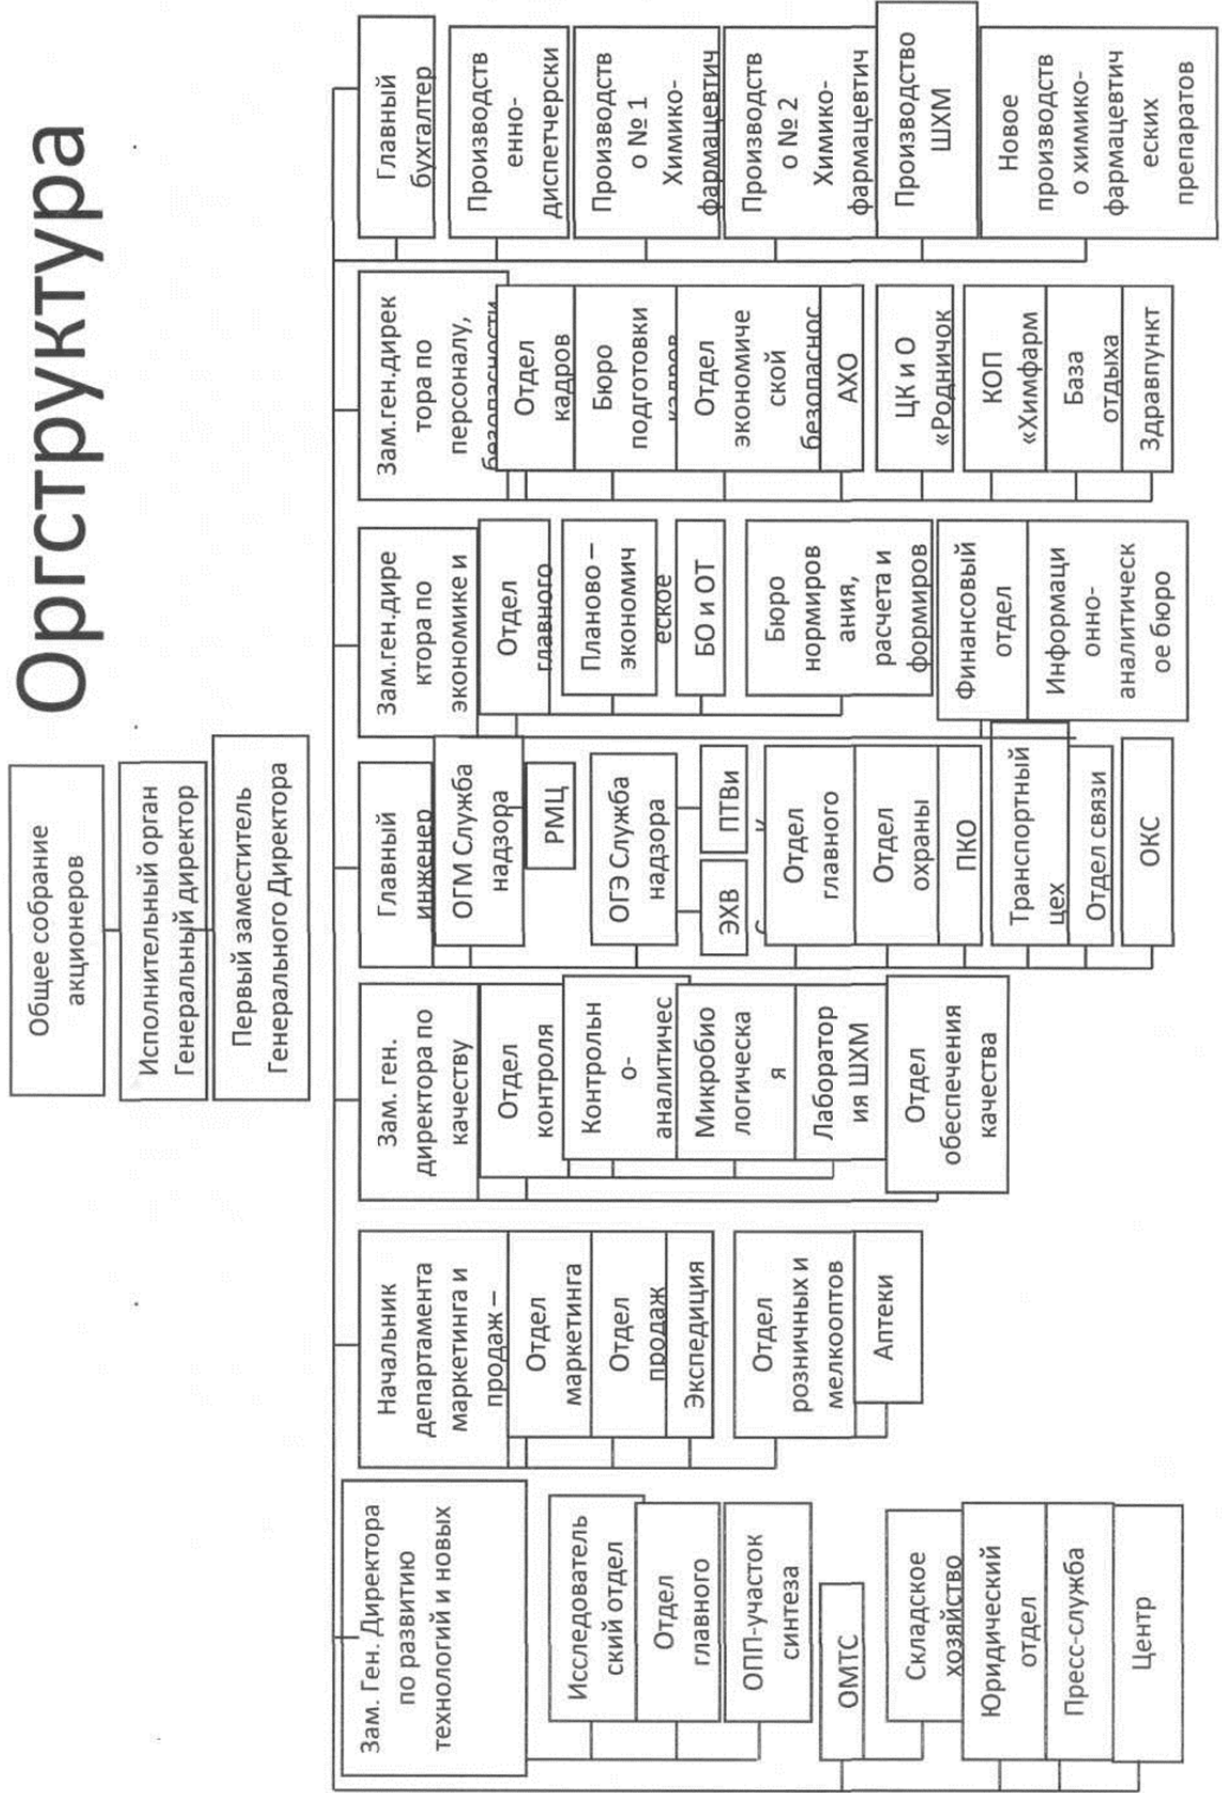 Оргструктура
Общее собрание
акционеров
Исполнительный орган
Генеральный директор
Первый заместитель
Генерального Директора
Зам. Ген. Директора
по развитию
технологий и новых
Исследователь
ский отдел
Отдел
главного
ОПП-участок
синтеза
ОМТС
Складское
хозяйство
Юридический
отдел
Пресс-служба
Центр
Начальник
департамента
маркетинга и
продаж –
Отдел
маркетинга
Отдел
продаж
Экспедиция
Отдел
розничных и
мелкооптов
Аптеки
Зам. ген.
директора по
качеству
Отдел
контроля
Контрольн
о-
аналитичес
Микробио
логическа
я
Лаборатор
ия ШХМ
Отдел
обеспечения
качества
Главный
инженер
ОГМ Служба
надзора
РМЦ
ОГЭ Служба
надзора
ЭХВ
ПТВи
Отдел
главного
Отдел
охраны
ПКО
Транспортный
цех
Отдел связи
ОКС
Зам.ген.дире
ктора по
экономике и
Отдел
главного
Планово –
экономич
еское
БО и ОТ
Бюро
нормиров
ания,
расчета и
формиров
Финансовый
отдел
Информаци
онно-
аналитическ
ое бюро
Зам.ген.дирек
тора по
персоналу,
безопасности
Отдел
кадров
Бюро
подготовки
кадров
Отдел
экономиче
ской
безопаснос
АХО
ЦК и О
«Родничок
КОП
«Химфарм
База
отдыха
Здравпункт
Главный
бухгалтер
Производств
енно-
диспетчерски
Производств
о № 1
Химико-
фармацевтич
Производств
о № 2
Химико-
фармацевтич
Производство
ШХМ
Новое
производств
о химико-
фармацевтич
еских
препаратов